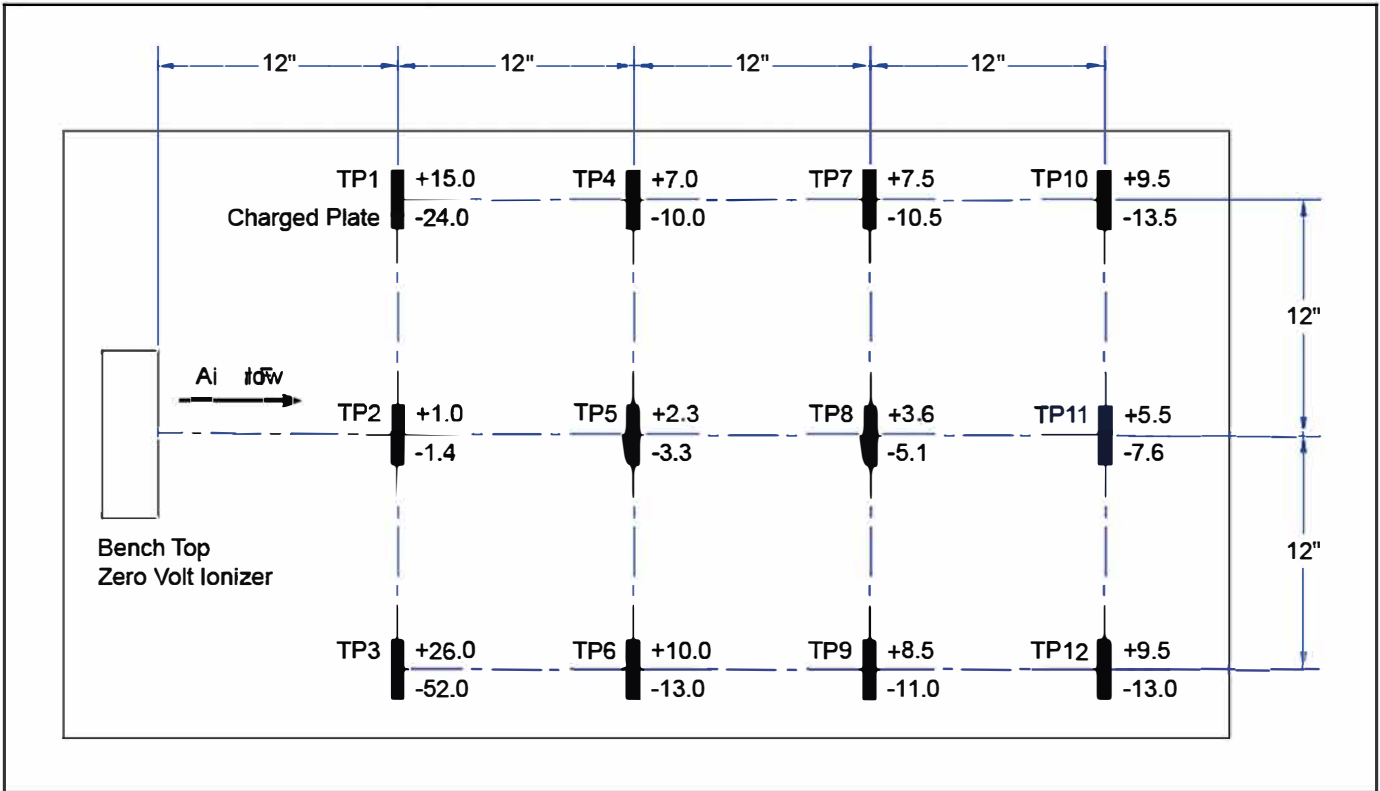 12" 12" 12" 12"
TP1 +15.0 TP4 +7.0 TP7 +7.5 TP10 +9.5
Charged Plate -24.0 -10.0 -10.5 -13.5
12"
Ai
TP2 +1.0 TP5 +2.3 TP8 +3.6 TP11 +5.5
-1.4 -3.3 -5.1 -7.6
Bench Top
Zero Volt Ionizer
12"
TP3 +26.0 TP6 +10.0 TP9 +8.5 TP12 +9.5
-52.0 -13.0 -11.0 -13.0